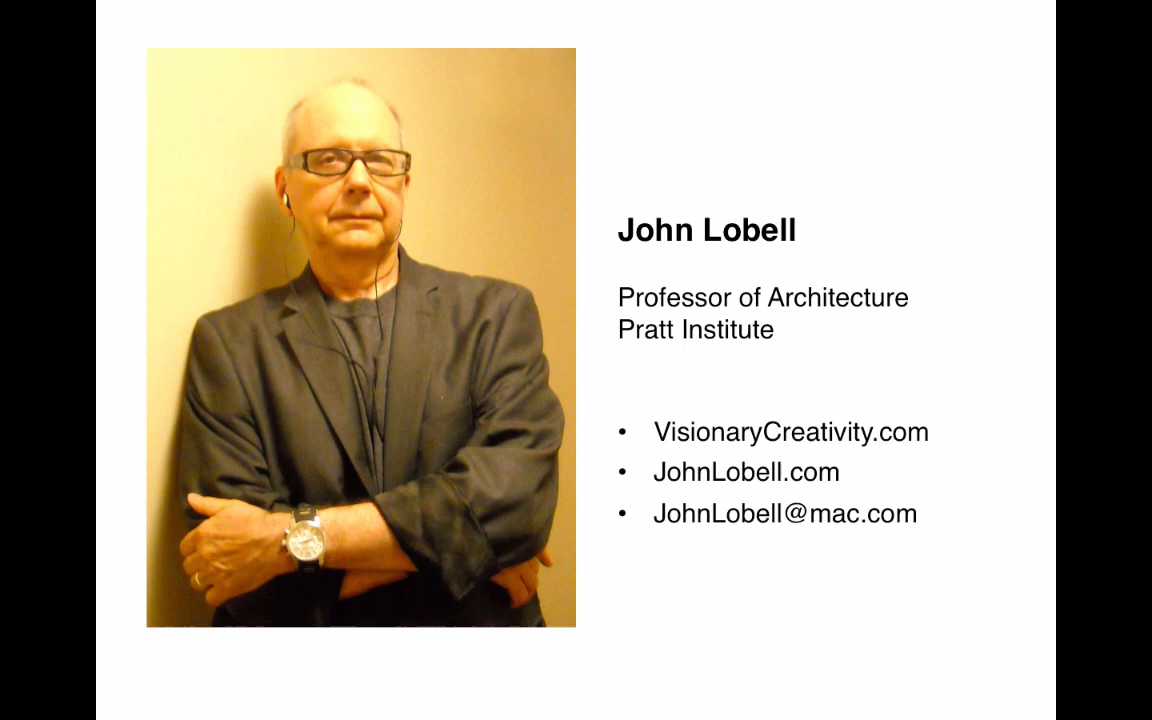 John Lobell
Professor of Architecture
Pratt Institute
• VisionaryCreativity.com
• JohnLobell.com
• JohnLobell@mac.com